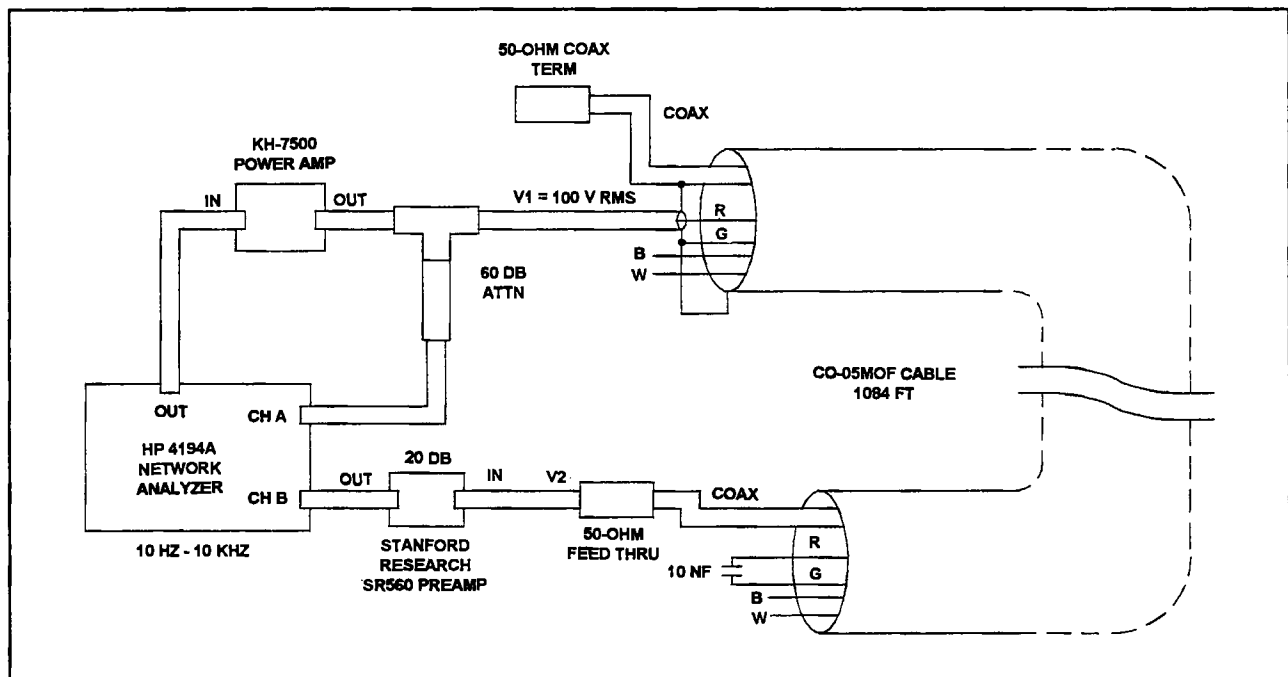 50-OHM COAX
TERM
COAX
KH-7500
POWER AMP
IN
OUT
V1 = 100 V RMS
R
G
B
W
60 DB
ATTN
CO-05MOF CABLE
1084 FT
OUT
CH A
HP 4194A
NETWORK
ANALYZER
CH B
10 HZ - 10 KHZ
OUT
20 DB
IN
V2
STANFORD
RESEARCH
SR560 PREAMP
50-OHM
FEED THRU
COAX
R
10 NF
G
B
W